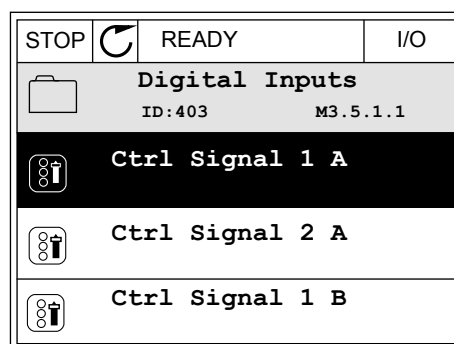 STOP READY I/O
Digital Inputs
ID:403 M3.5.1.1
Ctrl Signal 1 A
Ctrl Signal 2 A
Ctrl Signal 1 B